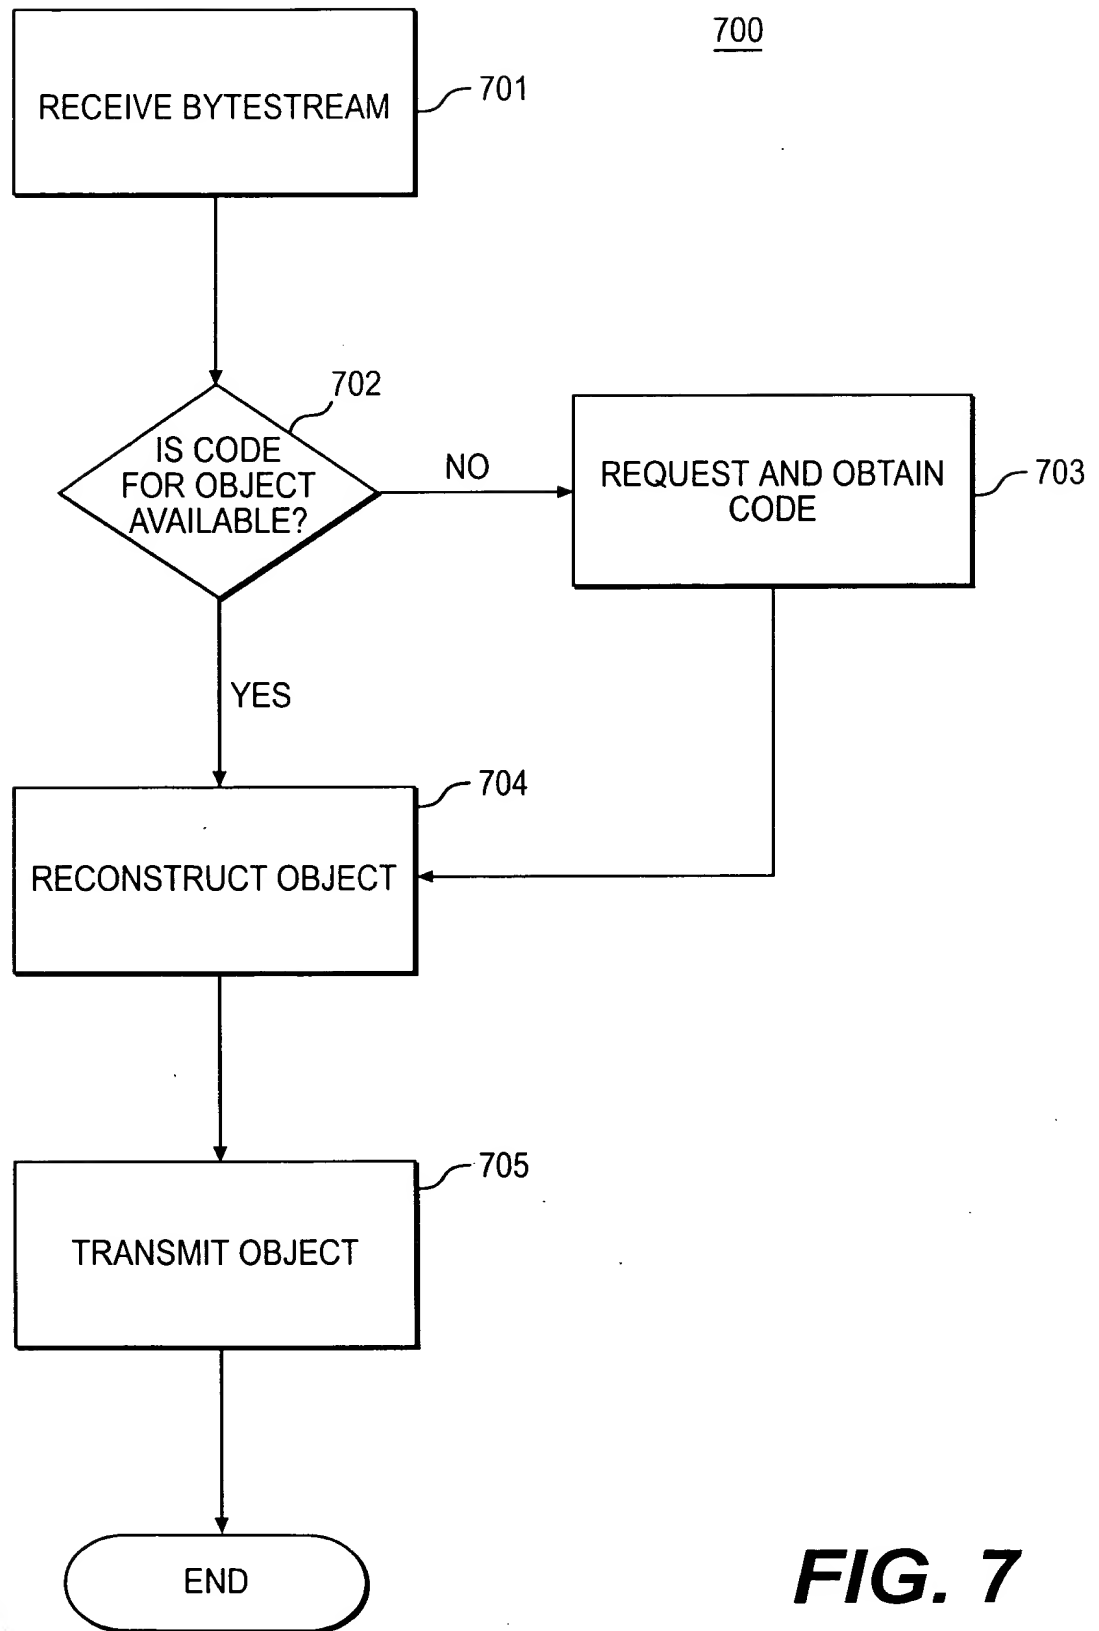 700
RECEIVE BYTESTREAM
701
702
IS CODE
FOR OBJECT
AVAILABLE?
NO
REQUEST AND OBTAIN
CODE
703
YES
704
RECONSTRUCT OBJECT
705
TRANSMIT OBJECT
END
FIG. 7